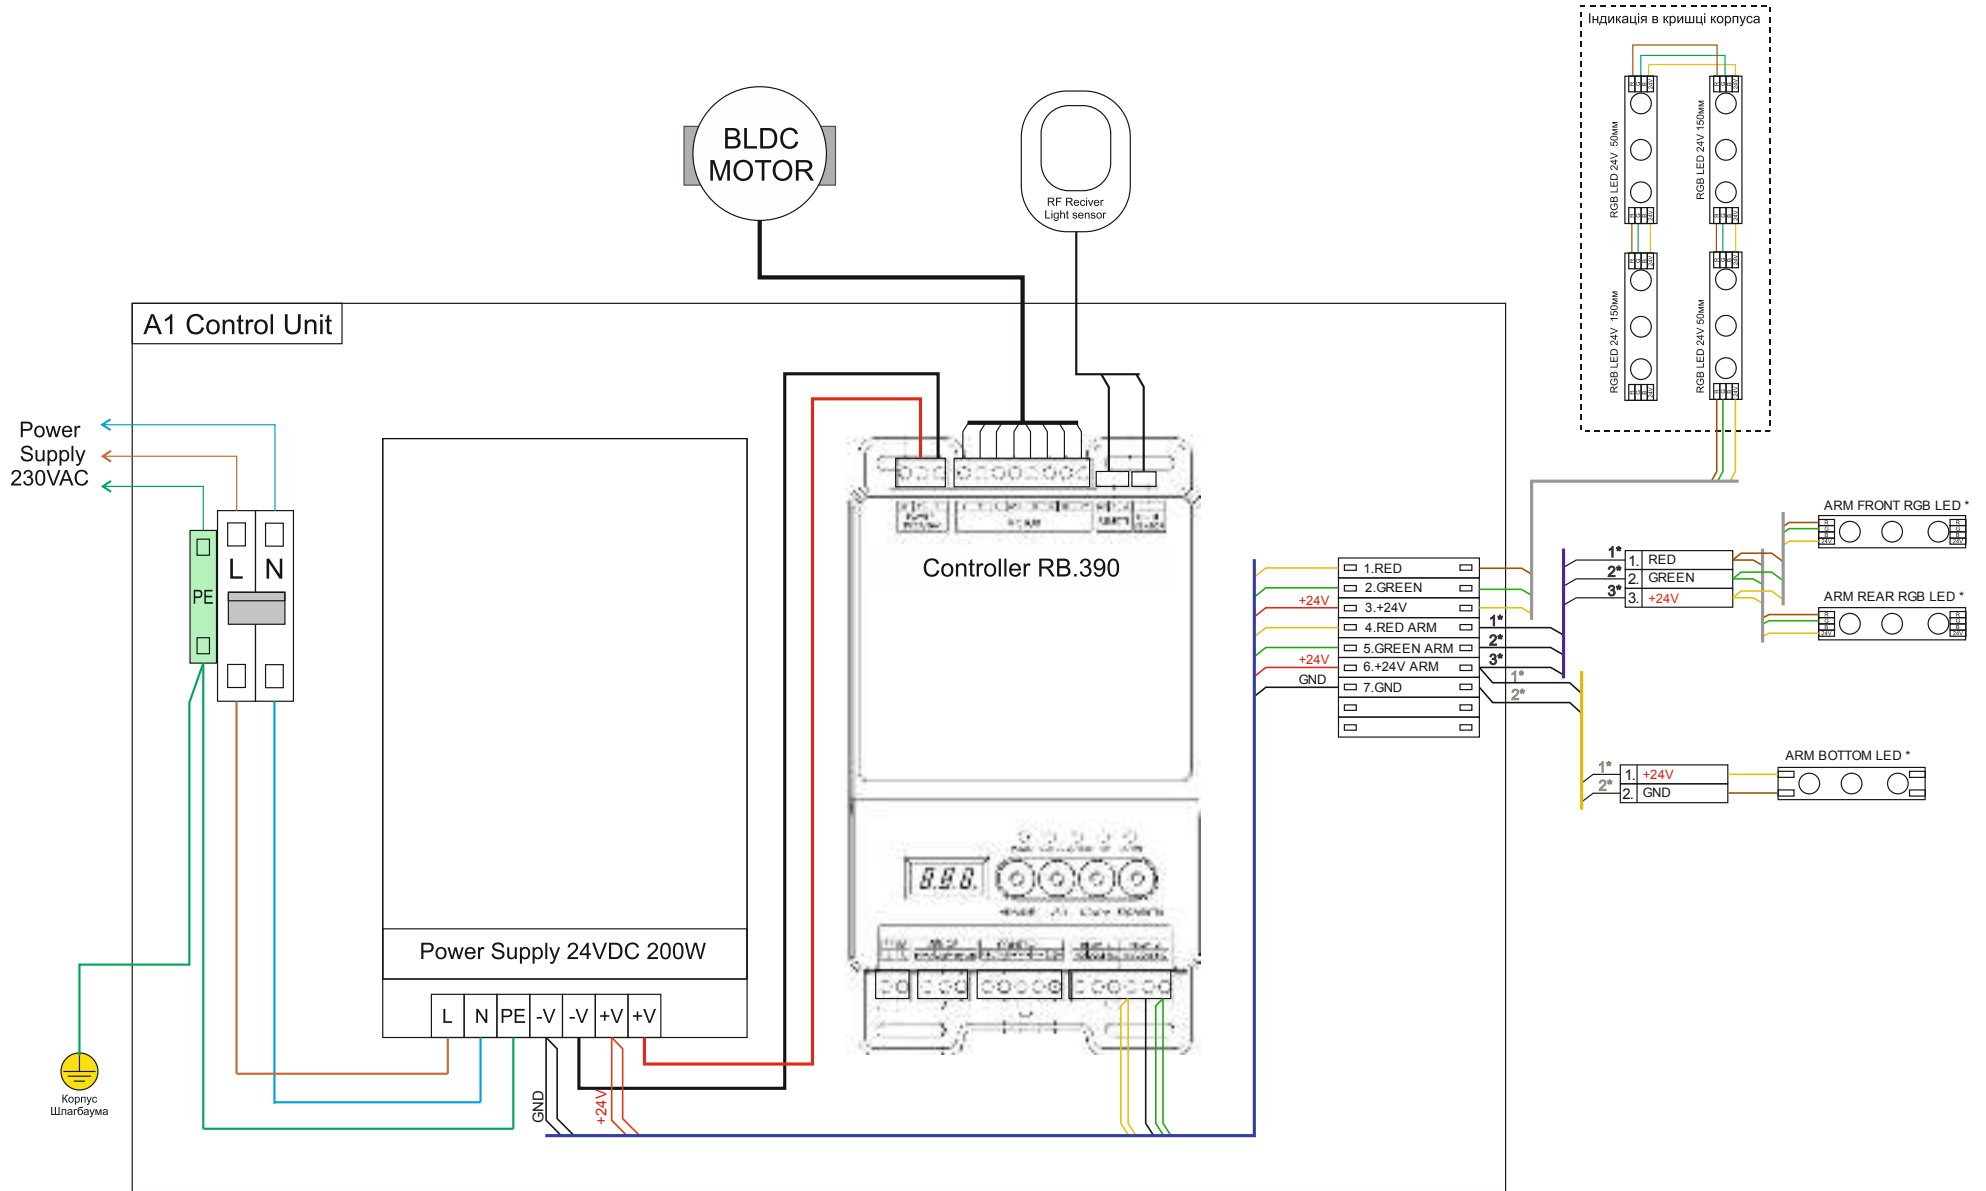 Індикація в кришці корпуса
RGB LED 24V 50мм
RGB LED 24V 150мм
RGB LED 24V 150мм
RGB LED 24V 50мм
BLDC
MOTOR
RF Reciver
Light sensor
A1 Control Unit
Power
Supply
230VAC
L
N
PE
Controller RB.390
Power Supply 24VDC 200W
L
N
PE
-V
-V
+V
+V
GND
+24V
8.8.8.
Корпус
Шлагбаума
+24V
+24V
GND
1.RED
2.GREEN
3.+24V
4.RED ARM
5.GREEN ARM
6.+24V ARM
7.GND
1*
2*
3*
1*
2*
1*
2*
3*
1. RED
2. GREEN
3. +24V
ARM FRONT RGB LED *
R
G
B
24V
ARM REAR RGB LED *
R
G
B
24V
1*
2*
1. +24V
2. GND
ARM BOTTOM LED *